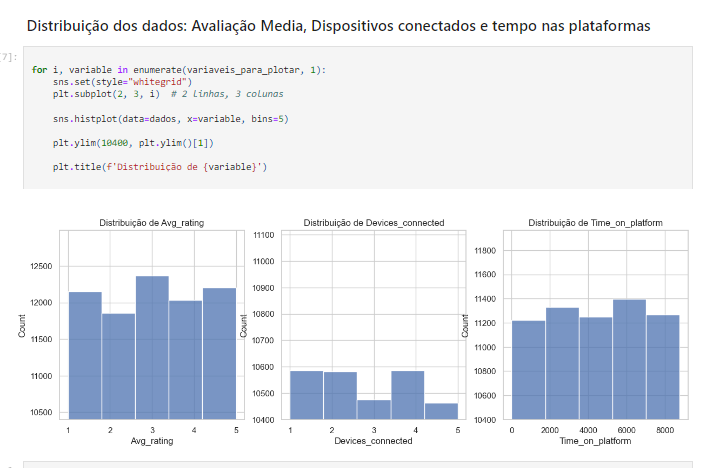 Distribuição dos dados: Avaliação Media, Dispositivos conectados e tempo nas plataformas
7]:
for i, variable in enumerate(variaveis_para_plotar, 1):
    sns.set(style="whitegrid")
    plt.subplot(2, 3, i)  # 2 linhas, 3 colunas
    sns.histplot(data=dados, x=variable, bins=5)
    plt.ylim(10400, plt.ylim()[1])
    plt.title(f'Distribuição de {variable}')
Distribuição de Avg_rating
12500
12000
11500
11000
10500
Count
1 2 3 4 5
Avg_rating
Distribuição de Devices_connected
11100
11000
10900
10800
10700
10600
10500
10400
Count
1 2 3 4 5
Devices_connected
Distribuição de Time_on_platform
11800
11600
11400
11200
11000
10800
10600
10400
Count
0 2000 4000 6000 8000
Time_on_platform